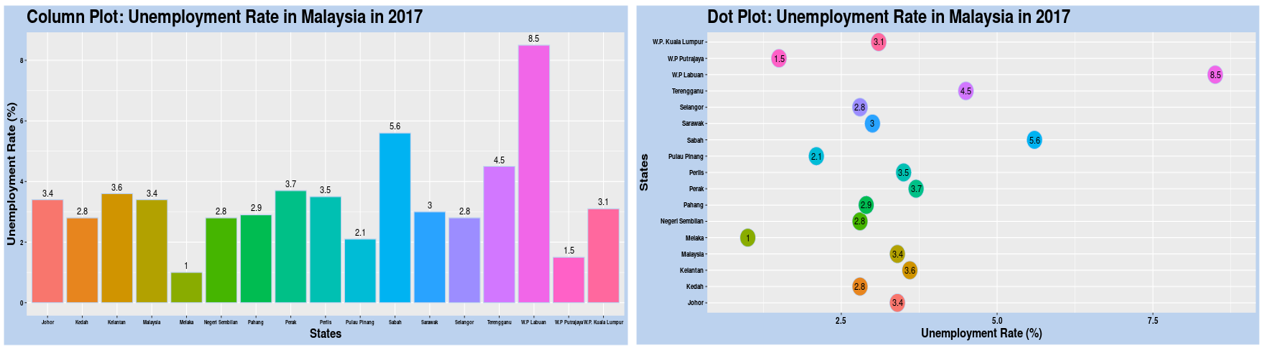 Column Plot: Unemployment Rate in Malaysia in 2017
Unemployment Rate (%)
8
6
4
2
0
3.4
2.8
3.6
3.4
1
2.8
2.9
3.7
3.5
2.1
5.6
3
2.8
4.5
8.5
1.5
3.1
Johor Kedah Kelantan Malaysia Melaka Negeri Sembilan Pahang Perak Perlis Pulau Pinang Sabah Sarawak Selangor Terengganu W.P Labuan W.P Putrajaya W.P. Kuala Lumpur
States
Dot Plot: Unemployment Rate in Malaysia in 2017
States
W.P. Kuala Lumpur 3.1
W.P Putrajaya 1.5
W.P Labuan 8.5
Terengganu 4.5
Selangor 2.8
Sarawak 3
Sabah 5.6
Pulau Pinang 2.1
Perlis 3.5
Perak 3.7
Pahang 2.9
Negeri Sembilan 2.8
Melaka 1
Malaysia 3.4
Kelantan 3.6
Kedah 2.8
Johor 3.4
2.5 5.0 7.5
Unemployment Rate (%)